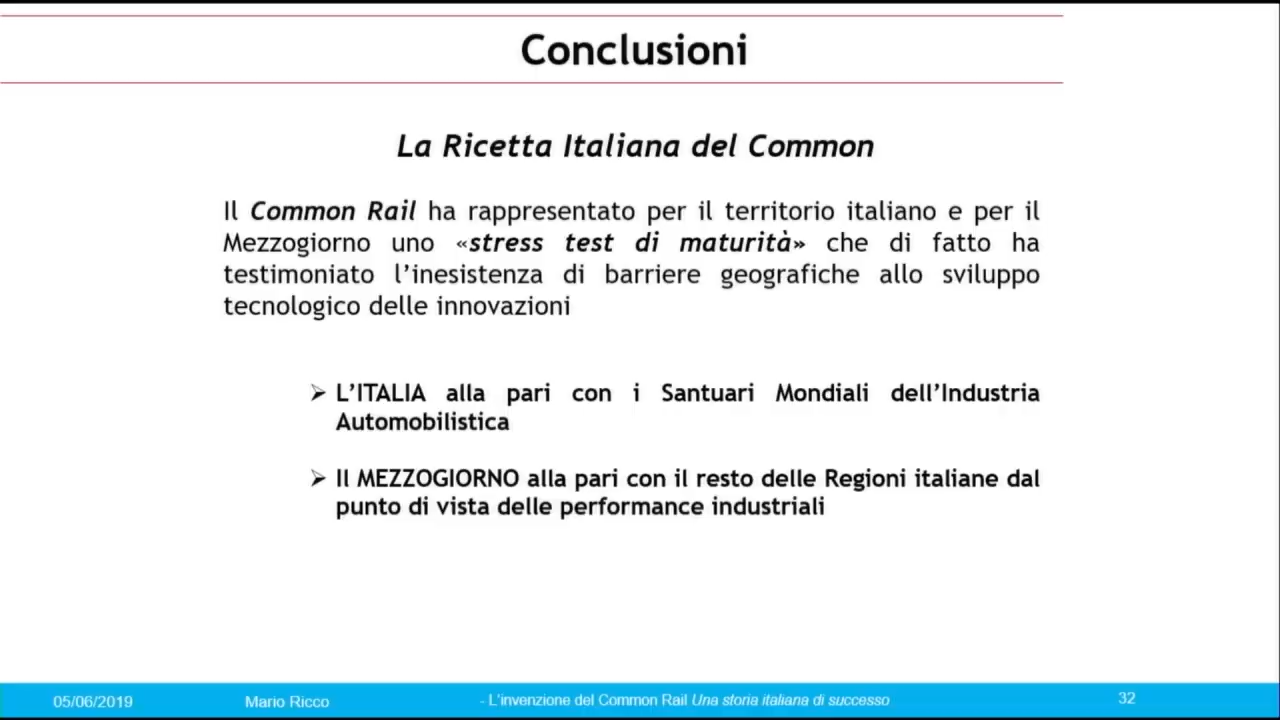 Conclusioni
La Ricetta Italiana del Common
Il Common Rail ha rappresentato per il territorio italiano e per il
Mezzogiorno uno «stress test di maturità» che di fatto ha
testimoniato l’inesistenza di barriere geografiche allo sviluppo
tecnologico delle innovazioni
➢ L’ITALIA alla pari con i Santuari Mondiali dell’Industria
Automobilistica
➢ Il MEZZOGIORNO alla pari con il resto delle Regioni italiane dal
punto di vista delle performance industriali
05/06/2019 Mario Ricco - L'invenzione del Common Rail Una storia italiana di successo 32